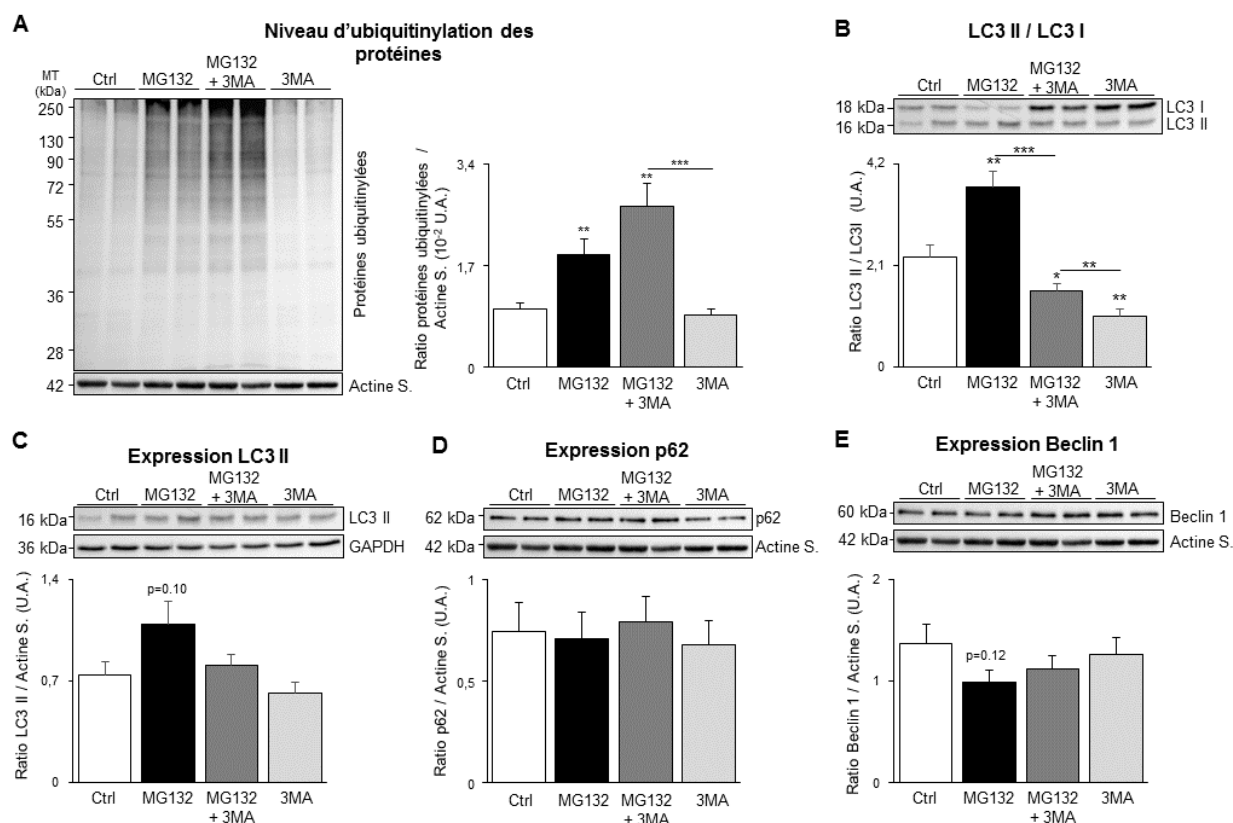 A
Niveau d'ubiquitinylation des
protéines
MT
(kDa)
Ctrl
MG132
MG132
+ 3MA
3MA
250
130
90
72
55
36
28
42
Protéines ubiquitinylées
Actine S.
Ratio protéines ubiquitinylées /
Actine S. (10-2 U.A.)
3,4
1,7
0
**
**
***
Ctrl
MG132
MG132
+ 3MA
3MA
B
LC3 II / LC3 I
Ctrl
MG132
MG132
+ 3MA
3MA
18 kDa
LC3 I
16 kDa
LC3 II
Ratio LC3 II / LC3I (U.A.)
4,2
2,1
0
**
***
*
**
**
Ctrl
MG132
MG132
+ 3MA
3MA
C
Expression LC3 II
Ctrl
MG132
MG132
+ 3MA
3MA
16 kDa
LC3 II
36 kDa
GAPDH
Ratio LC3 II / Actine S. (U.A.)
1,4
0,7
0
p=0.10
Ctrl
MG132
MG132
+ 3MA
3MA
D
Expression p62
Ctrl
MG132
MG132
+ 3MA
3MA
62 kDa
p62
42 kDa
Actine S.
Ratio p62 / Actine S. (U.A.)
1
0,5
0
Ctrl
MG132
MG132
+ 3MA
3MA
E
Expression Beclin 1
Ctrl
MG132
MG132
+ 3MA
3MA
60 kDa
Beclin 1
42 kDa
Actine S.
Ratio Beclin 1 / Actine S. (U.A.)
2
1
0
p=0.12
Ctrl
MG132
MG132
+ 3MA
3MA